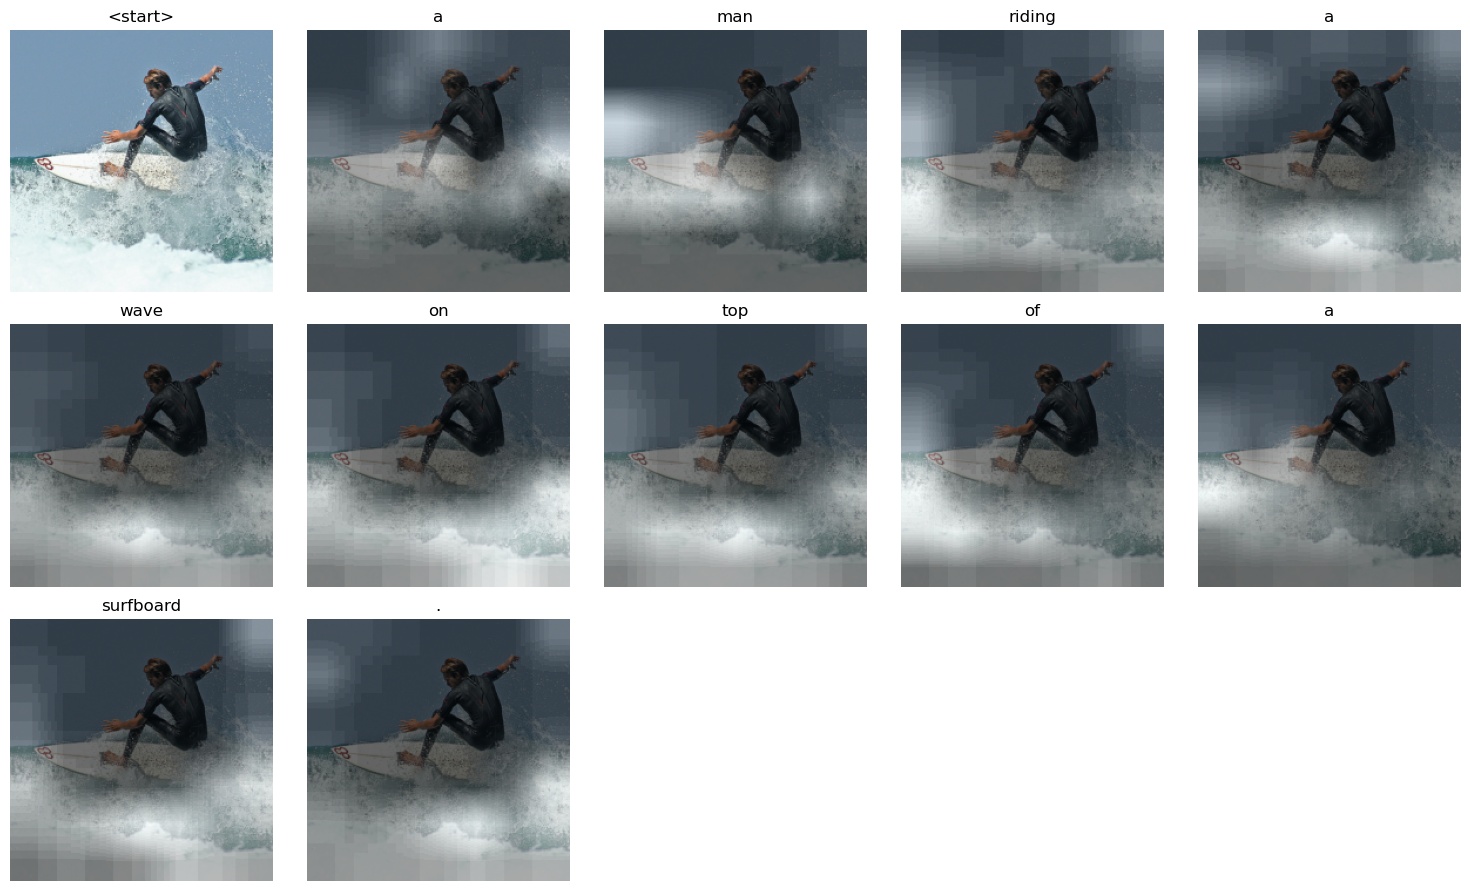 <start> a man riding a
wave on top of a
surfboard .